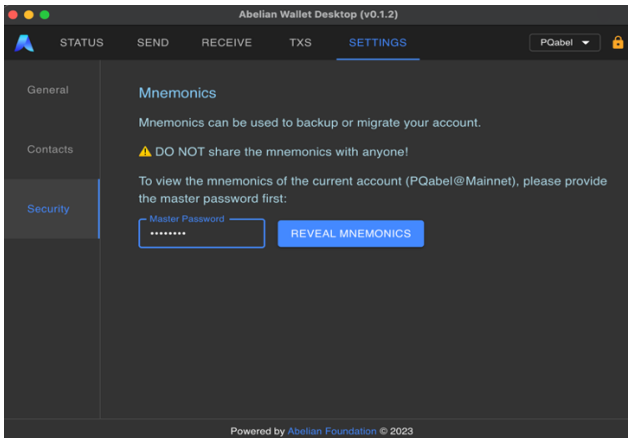 Abelian Wallet Desktop (v0.1.2)
STATUS SEND RECEIVE TXS SETTINGS PQabel
General
Contacts
Security
Mnemonics
Mnemonics can be used to backup or migrate your account.
⚠ DO NOT share the mnemonics with anyone!
To view the mnemonics of the current account (PQabel@Mainnet), please provide
the master password first:
Master Password
••••••••
REVEAL MNEMONICS
Powered by Abelian Foundation © 2023